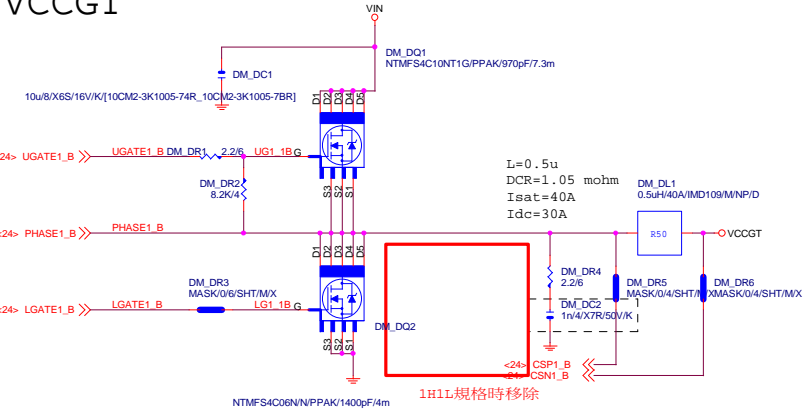 VCCGT
VIN
DM_DQ1
NTMFS4C10NT1G/PPAK/970pF/7.3m
DM_DC1
10u/8/X6S/16V/K/[10CM2-3K1005-74R_10CM2-3K1005-7BR]
D1 D2 D3 D4 D5
<24> UGATE1_B
UGATE1_B DM_DR1 2.2/6 UG1_1B G
DM_DR2
8.2K/4
S3 S2 S1
L=0.5u
DCR=1.05 mohm
Isat=40A
Idc=30A
DM_DL1
0.5uH/40A/IMD109/M/NP/D
R50
VCCGT
<24> PHASE1_B
PHASE1_B
D1 D2 D3 D4 D5
DM_DR3
MASK/0/6/SHT/M/X
<24> LGATE1_B
LGATE1_B LG1_1B G
DM_DQ2
S3 S2 S1
NTMFS4C06N/N/PPAK/1400pF/4m
DM_DR4
2.2/6
DM_DC2
1n/4/X7R/50V/K
DM_DR5
MASK/0/4/SHT/M/X
DM_DR6
MASK/0/4/SHT/M/X
<24> CSP1_B
<24> CSN1_B
1H1L規格時移除